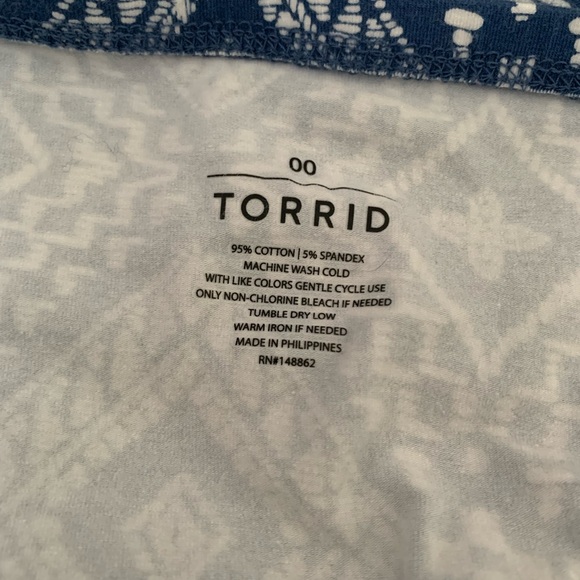 00
TORRID
95% COTTON | 5% SPANDEX
MACHINE WASH COLD
WITH LIKE COLORS GENTLE CYCLE USE
ONLY NON-CHLORINE BLEACH IF NEEDED
TUMBLE DRY LOW
WARM IRON IF NEEDED
MADE IN PHILIPPINES
RN#148862